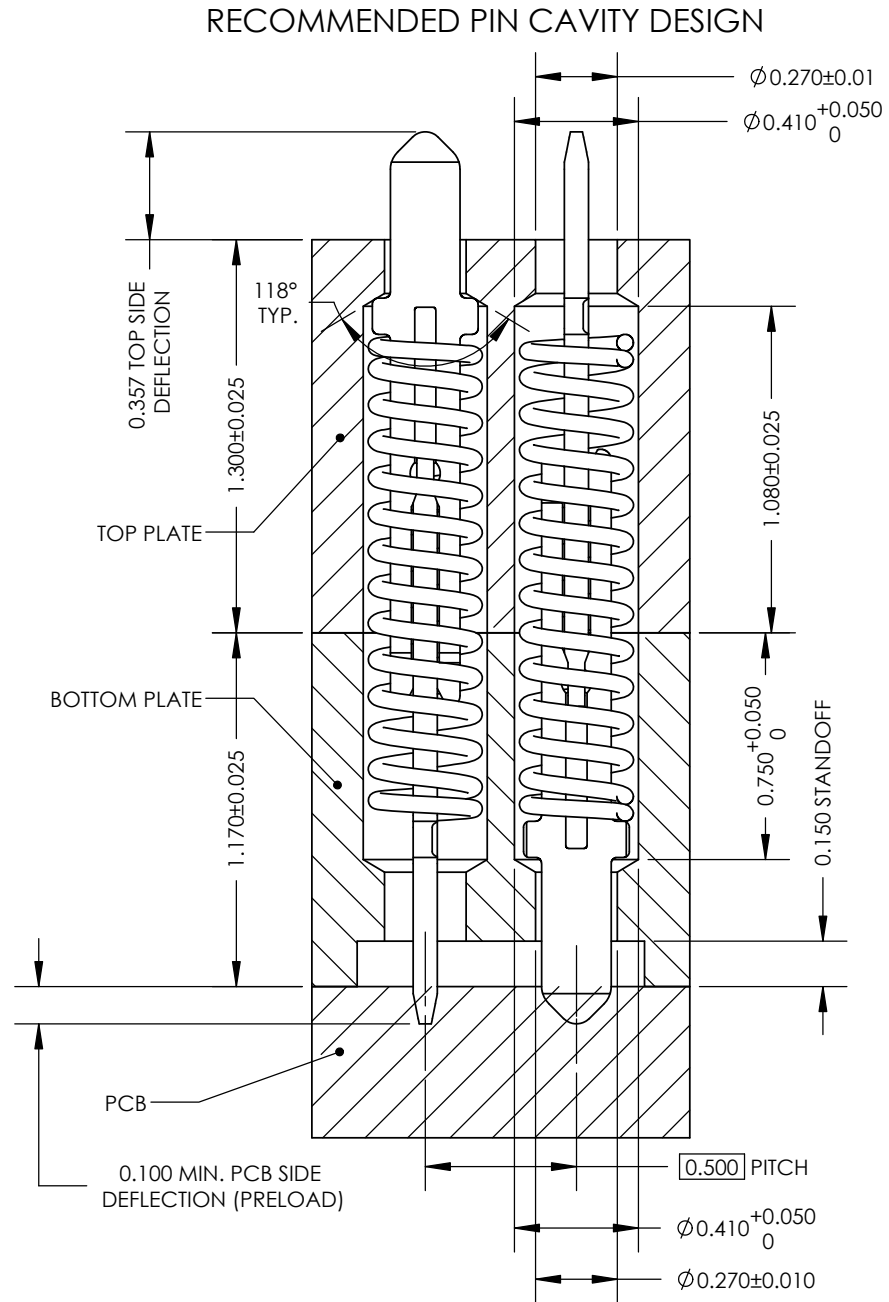 RECOMMENDED PIN CAVITY DESIGN
Ø0.270±0.01
Ø0.410 +0.050
0
0.357 TOP SIDE
DEFLECTION
118°
TYP.
1.300±0.025
1.080±0.025
TOP PLATE
BOTTOM PLATE
1.170±0.025
0.750 +0.050
0
0.150 STANDOFF
PCB
0.100 MIN. PCB SIDE
DEFLECTION (PRELOAD)
0.500 PITCH
Ø0.410 +0.050
0
Ø0.270±0.010